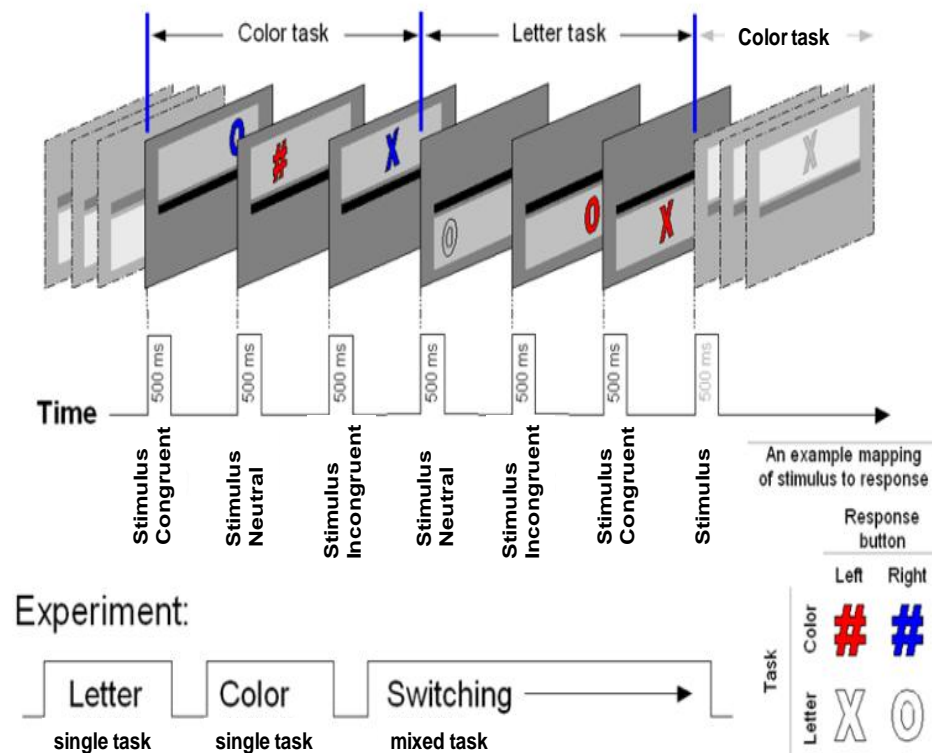 Color task
Letter task
Color task
O
#
X
O
O
X
X
500 ms
500 ms
500 ms
500 ms
500 ms
500 ms
500 ms
Time
Stimulus
Congruent
Stimulus
Neutral
Stimulus
Incongruent
Stimulus
Neutral
Stimulus
Incongruent
Stimulus
Congruent
Stimulus
An example mapping
of stimulus to response
Response
button
Left Right
Task
Color
# #
Letter
X O
Experiment:
Letter
Color
Switching
single task
single task
mixed task